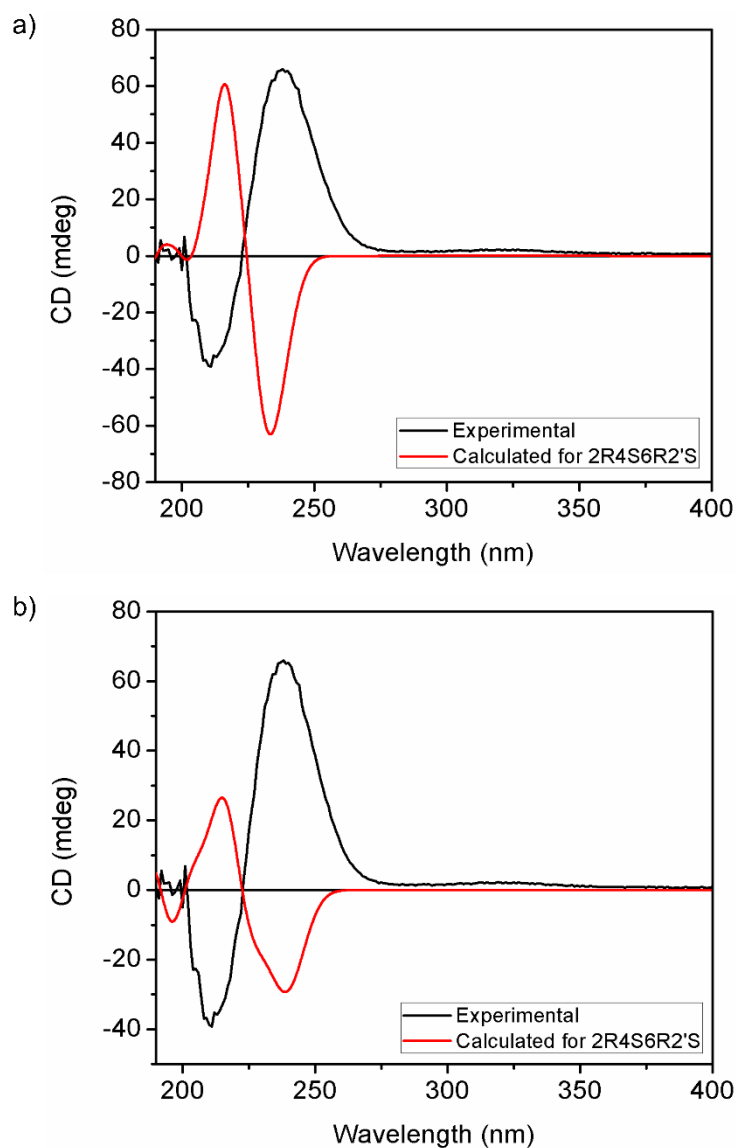 a)
80
60
40
20
0
-20
-40
-60
-80
CD (mdeg)
Experimental
Calculated for 2R4S6R2'S
200 250 300 350 400
Wavelength (nm)
b)
80
60
40
20
0
-20
-40
CD (mdeg)
Experimental
Calculated for 2R4S6R2'S
200 250 300 350 400
Wavelength (nm)